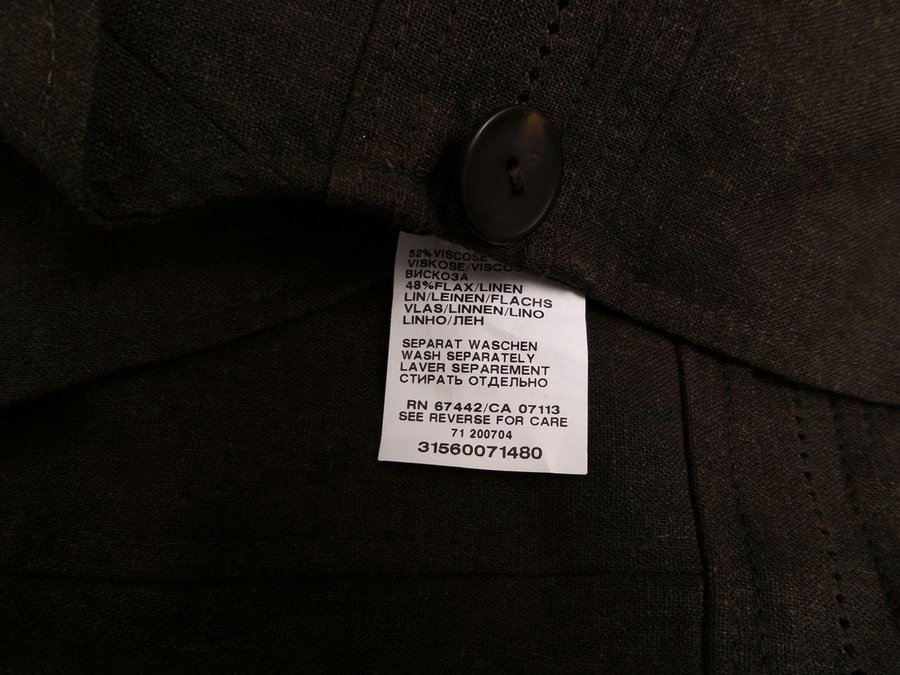 52% VISCOSE
VISKOSE/VISCOS
ВИСКОЗА
48%FLAX/LINEN
LIN/LEINEN/FLACHS
VLAS/LINNEN/LINO
LINHO/ЛЕН
SEPARAT WASCHEN
WASH SEPARATELY
LAVER SEPAREMENT
СТИРАТЬ ОТДЕЛЬНО
RN 67442/CA 07113
SEE REVERSE FOR CARE
71 200704
31560071480